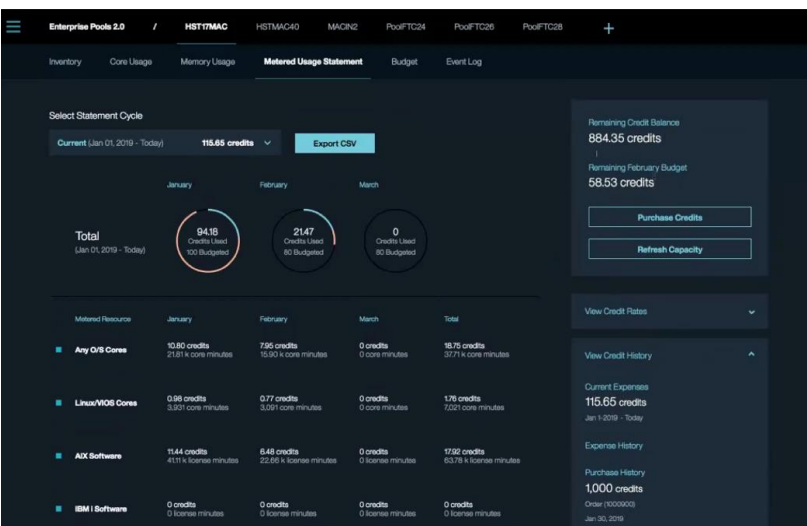 Enterprise Pools 2.0 / HST17MAC HSTMAC40 MACIN2 PoolFTC24 PoolFTC26 PoolFTC28 +
Inventory Core Usage Memory Usage Metered Usage Statement Budget Event Log
Select Statement Cycle
Current (Jan 01, 2019 - Today) 115.65 credits
Export CSV
January February March
Total
(Jan 01, 2019 - Today)
94.18
Credits Used
100 Budgeted
21.47
Credits Used
80 Budgeted
0
Credits Used
80 Budgeted
Metered Resource January February March Total
Any O/S Cores
10.80 credits 7.95 credits 0 credits 18.75 credits
21.81 k core minutes 15.90 k core minutes 0 core minutes 37.71 k core minutes
Linux/VIOS Cores
0.98 credits 0.77 credits 0 credits 1.76 credits
3,931 core minutes 3,091 core minutes 0 core minutes 7,021 core minutes
AIX Software
11.44 credits 6.48 credits 0 credits 17.92 credits
41.11 k license minutes 22.66 k license minutes 0 license minutes 63.78 k license minutes
IBM i Software
0 credits 0 credits 0 credits 0 credits
0 license minutes 0 license minutes 0 license minutes 0 license minutes
Remaining Credit Balance
884.35 credits
Remaining February Budget
58.53 credits
Purchase Credits
Refresh Capacity
View Credit Rates
View Credit History
Current Expenses
115.65 credits
Jan 1-2019 - Today
Expense History
Purchase History
1,000 credits
Order (1000900)
Jan 30, 2019